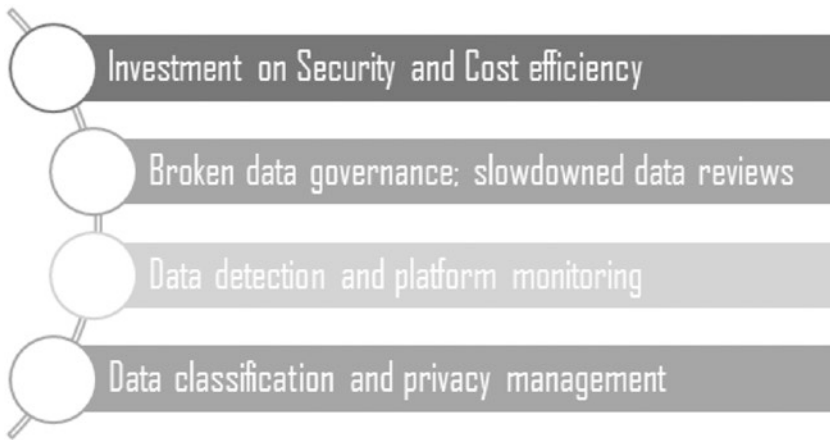 Investment on Security and Cost efficiency
Broken data governance; slowdowned data reviews
Data detection and platform monitoring
Data classification and privacy management